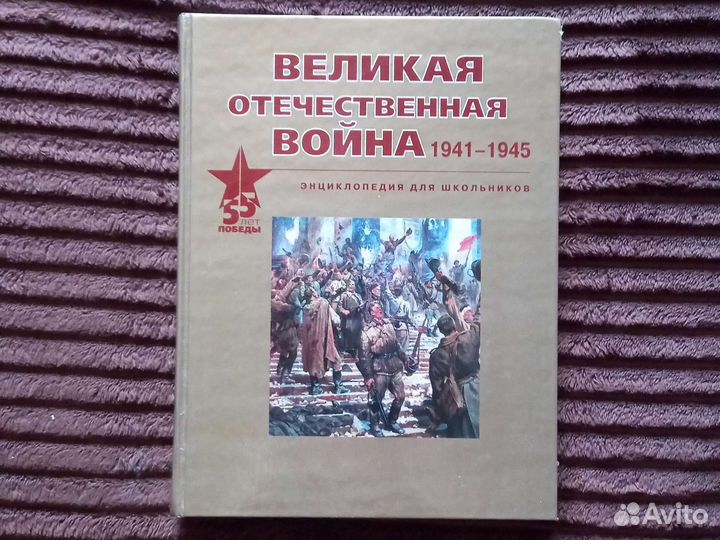 ВЕЛИКАЯ
ОТЕЧЕСТВЕННАЯ
ВОЙНА 1941–1945
ЭНЦИКЛОПЕДИЯ ДЛЯ ШКОЛЬНИКОВ
55
лет
ПОБЕДЫ
Avito